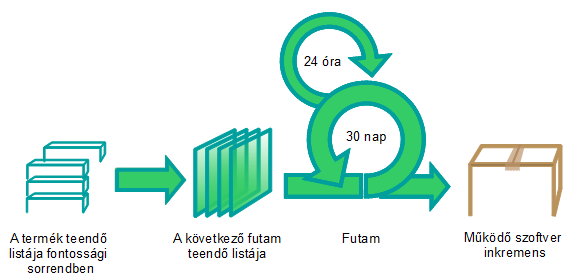 24 óra
30 nap
A termék teendő
listája fontossági
sorrendben
A következő futam
teendő listája
Futam
Működő szoftver
inkremens